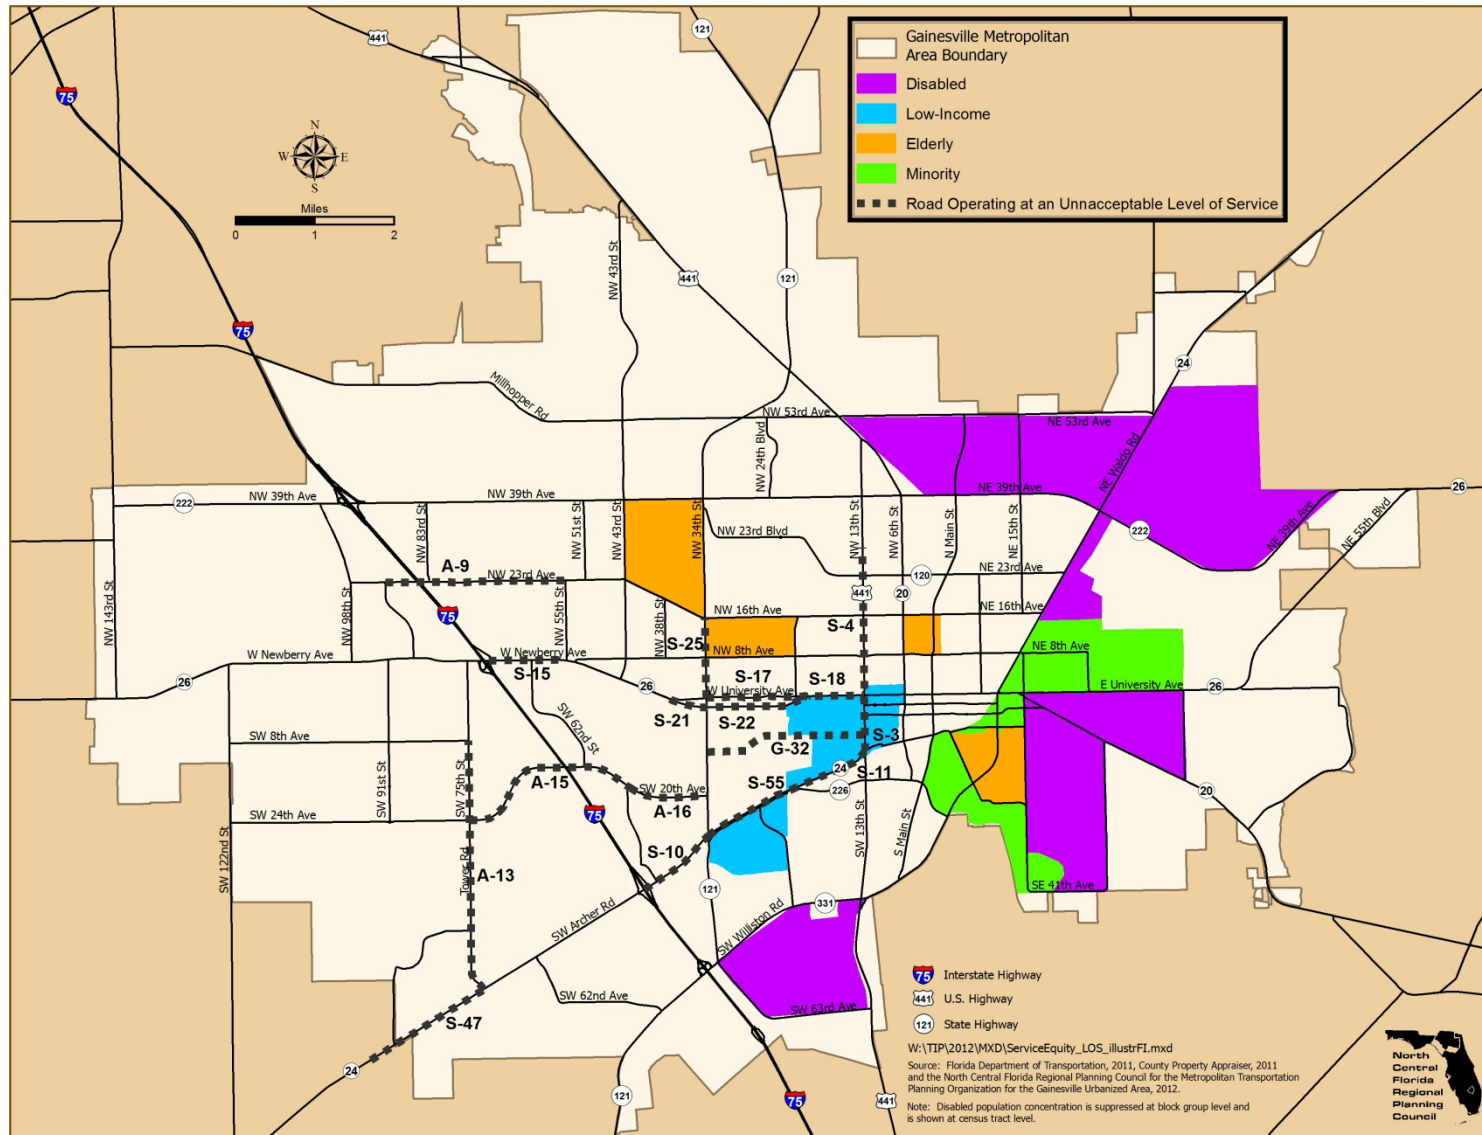 441
121
75
N
W
E
S
Miles
0
1
2
Gainesville Metropolitan
Area Boundary
Disabled
Low-Income
Elderly
Minority
Road Operating at an Unnacceptable Level of Service
NW 43rd St
441
121
75
24
Millhopper Rd
NW 53rd Ave
NE 53rd Ave
NW 24th Blvd
NE Waldo Rd
26
222
NW 39th Ave
NW 39th Ave
NE 39th Ave
NW 83rd St
NW 51st St
NW 43rd St
NW 34th St
NW 23rd Blvd
NW 13th St
NW 6th St
N Main St
NE 15th St
222
NE 39th Ave
NE 55th Blvd
A-9
NW 23rd Ave
120
NE 23rd Ave
441
20
NW 143rd St
NW 98th St
75
NW 55th St
NW 38th St
NW 16th Ave
NE 16th Ave
S-4
S-25
W Newberry Ave
W Newberry Ave
NW 8th Ave
NE 8th Ave
S-15
26
26
S-17
S-18
W University Ave
E University Ave
26
S-21
S-22
SW 62nd St
SW 8th Ave
G-32
S-3
SW 91st St
SW 75th St
A-15
24
S-11
S-55
226
SW 20th Ave
A-16
75
20
SW 24th Ave
SW 122nd St
SW 13th St
S Main St
S-10
Tower Rd
A-13
121
SE 41th Ave
SW Archer Rd
331
SW Williston Rd
SW 62nd Ave
SW 63rd Ave
S-47
24
121
75
441
75
Interstate Highway
441
U.S. Highway
121
State Highway
W:\TIP\2012\MXD\ServiceEquity_LOS_illustrFI.mxd
Source: Florida Department of Transportation, 2011, County Property Appraiser, 2011
and the North Central Florida Regional Planning Council for the Metropolitan Transportation
Planning Organization for the Gainesville Urbanized Area, 2012.
Note: Disabled population concentration is suppressed at block group level and
is shown at census tract level.
North
Central
Florida
Regional
Planning
Council